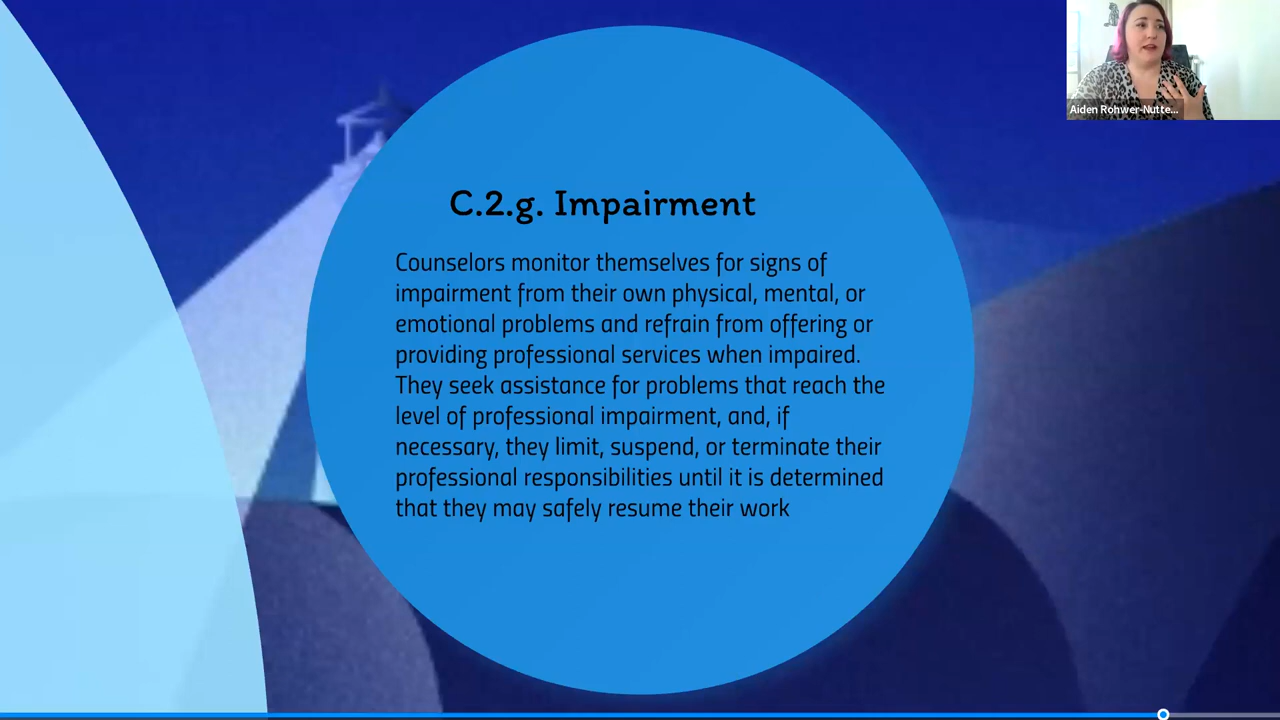 C.2.g. Impairment
Counselors monitor themselves for signs of
impairment from their own physical, mental, or
emotional problems and refrain from offering or
providing professional services when impaired.
They seek assistance for problems that reach the
level of professional impairment, and, if
necessary, they limit, suspend, or terminate their
professional responsibilities until it is determined
that they may safely resume their work
Aiden Rohwer-Nutte...